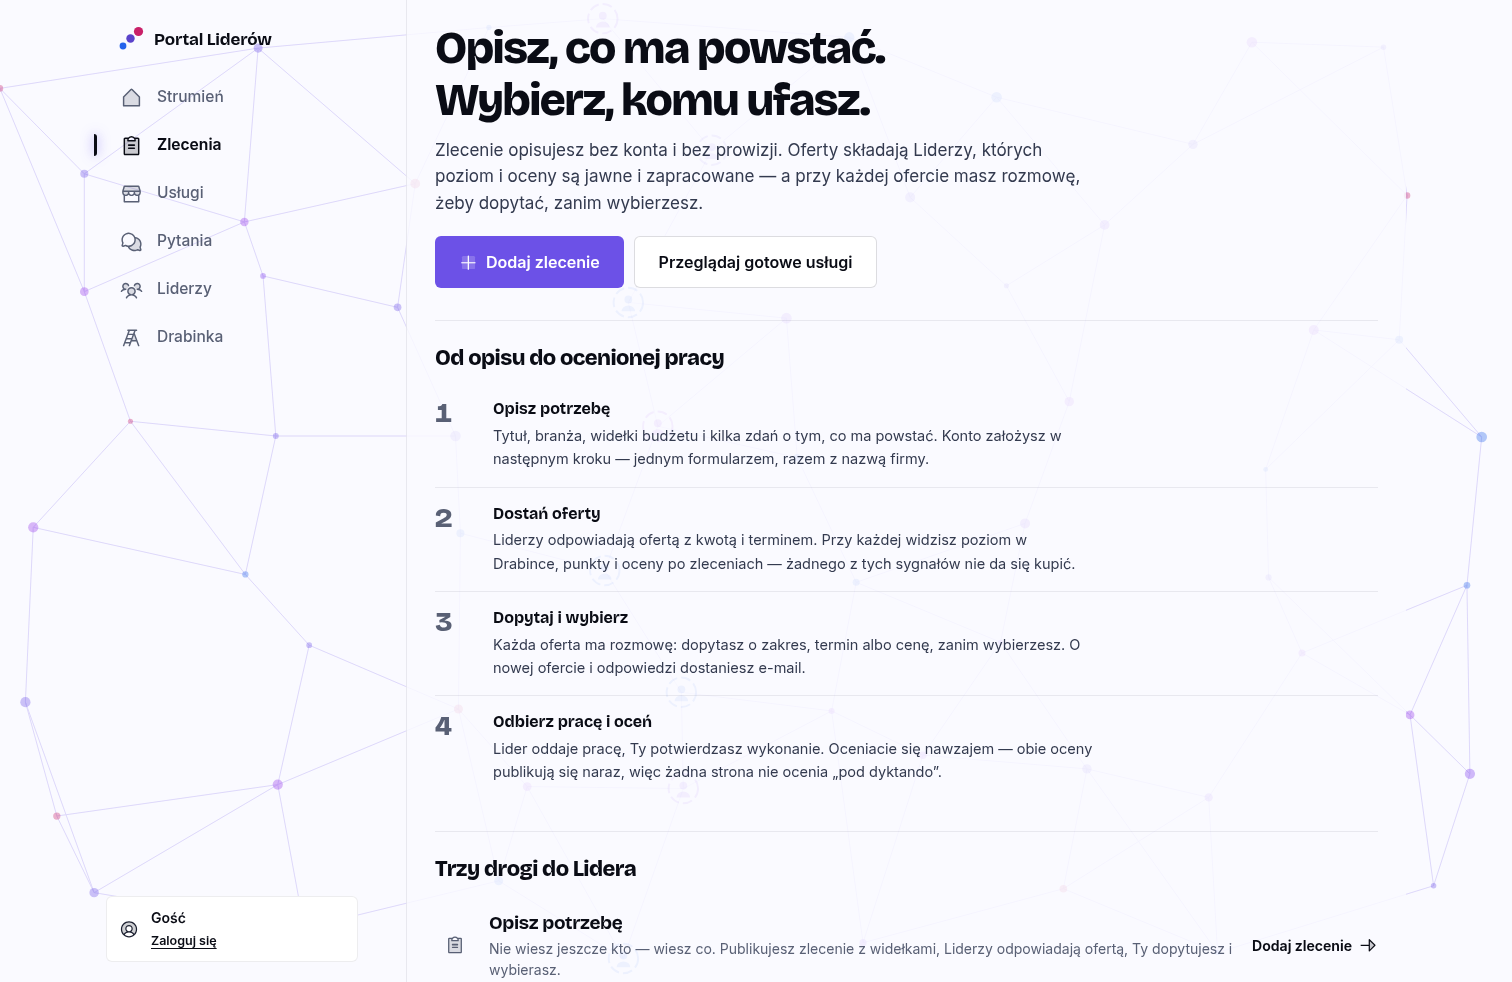 Portal Liderów
Strumień
Zlecenia
Usługi
Pytania
Liderzy
Drabinka
Gość
Zaloguj się
Opisz, co ma powstać.
Wybierz, komu ufasz.
Zlecenie opisujesz bez konta i bez prowizji. Oferty składają Liderzy, których
poziom i oceny są jawne i zapracowane — a przy każdej ofercie masz rozmowę,
żeby dopytać, zanim wybierzesz.
Dodaj zlecenie
Przeglądaj gotowe usługi
Od opisu do ocenionej pracy
1
Opisz potrzebę
Tytuł, branża, widełki budżetu i kilka zdań o tym, co ma powstać. Konto założysz w
następnym kroku — jednym formularzem, razem z nazwą firmy.
2
Dostań oferty
Liderzy odpowiadają ofertą z kwotą i terminem. Przy każdej widzisz poziom w
Drabince, punkty i oceny po zleceniach — żadnego z tych sygnałów nie da się kupić.
3
Dopytaj i wybierz
Każda oferta ma rozmowę: dopytasz o zakres, termin albo cenę, zanim wybierzesz. O
nowej ofercie i odpowiedzi dostaniesz e-mail.
4
Odbierz pracę i oceń
Lider oddaje pracę, Ty potwierdzasz wykonanie. Oceniacie się nawzajem — obie oceny
publikują się naraz, więc żadna strona nie ocenia „pod dyktando”.
Trzy drogi do Lidera
Opisz potrzebę
Nie wiesz jeszcze kto — wiesz co. Publikujesz zlecenie z widełkami, Liderzy odpowiadają ofertą, Ty dopytujesz i
wybierasz.
Dodaj zlecenie